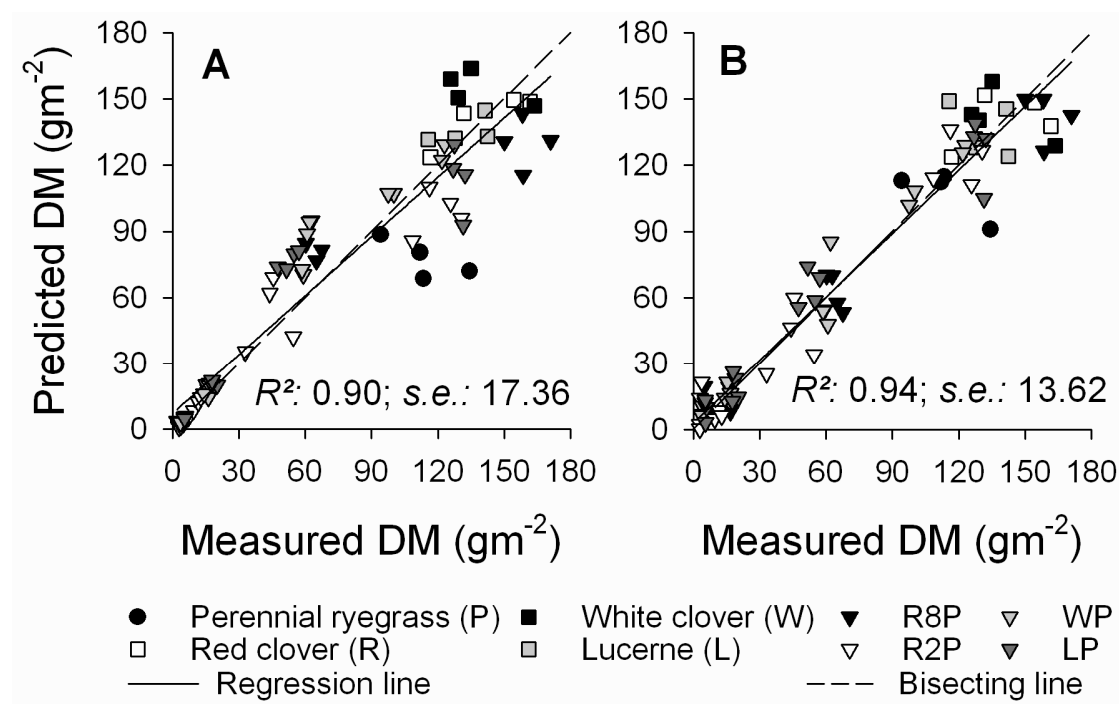 A
B
Predicted DM (gm-2)
180
150
120
90
60
30
0
R²: 0.90; s.e.: 17.36
0 30 60 90 120 150 180
Measured DM (gm-2)
180
150
120
90
60
30
0
R²: 0.94; s.e.: 13.62
0 30 60 90 120 150 180
Measured DM (gm-2)
Perennial ryegrass (P) White clover (W) R8P WP
Red clover (R) Lucerne (L) R2P LP
Regression line Bisecting line